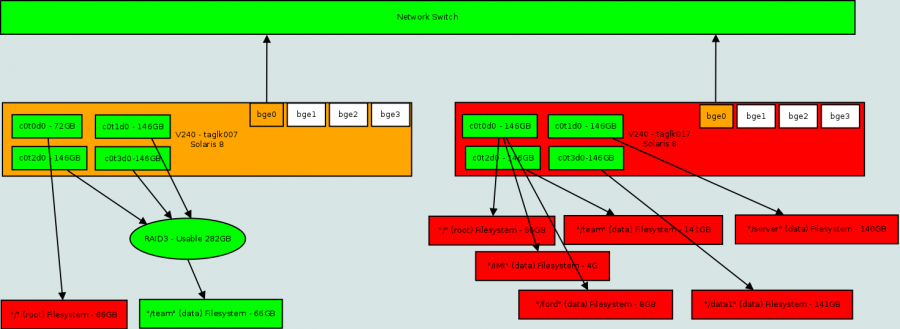 Network Switch
bge0 bge1 bge2 bge3
c0t0d0 - 72GB c0t1d0 - 146GB
V240 - taglk007
Solaris 8
c0t2d0 - 146GB c0t3d0-146GB
bge0 bge1 bge2 bge3
c0t0d0 - 146GB c0t1d0 - 146GB
V240 - taglk017
Solaris 6
c0t2d0 - 146GB c0t3d0-146GB
RAID3 - Usable 282GB
"/" (root) Filesystem - 66GB
"/team" (data) Filesystem - 141GB
"/server" (data) Filesystem - 140GB
"/IMI" (data) Filesystem - 4G
"/ford" (data) Filesystem - 8GB
"/data1" (data) Filesystem - 141GB
"/" (root) Filesystem - 66GB
"/team" (data) Filesystem - 66GB